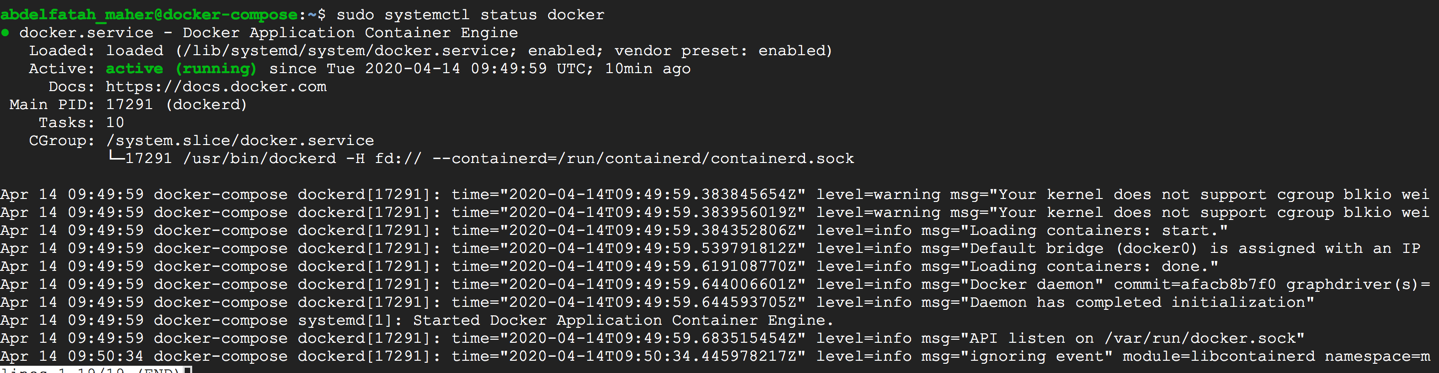 abdelfatah_maher@docker-compose:~$ sudo systemctl status docker
● docker.service - Docker Application Container Engine
   Loaded: loaded (/lib/systemd/system/docker.service; enabled; vendor preset: enabled)
   Active: active (running) since Tue 2020-04-14 09:49:59 UTC; 10min ago
     Docs: https://docs.docker.com
 Main PID: 17291 (dockerd)
    Tasks: 10
   CGroup: /system.slice/docker.service
           └─17291 /usr/bin/dockerd -H fd:// --containerd=/run/containerd/containerd.sock
Apr 14 09:49:59 docker-compose dockerd[17291]: time="2020-04-14T09:49:59.383845654Z" level=warning msg="Your kernel does not support cgroup blkio wei
Apr 14 09:49:59 docker-compose dockerd[17291]: time="2020-04-14T09:49:59.383956019Z" level=warning msg="Your kernel does not support cgroup blkio wei
Apr 14 09:49:59 docker-compose dockerd[17291]: time="2020-04-14T09:49:59.384352806Z" level=info msg="Loading containers: start."
Apr 14 09:49:59 docker-compose dockerd[17291]: time="2020-04-14T09:49:59.539791812Z" level=info msg="Default bridge (docker0) is assigned with an IP
Apr 14 09:49:59 docker-compose dockerd[17291]: time="2020-04-14T09:49:59.619108770Z" level=info msg="Loading containers: done."
Apr 14 09:49:59 docker-compose dockerd[17291]: time="2020-04-14T09:49:59.644006601Z" level=info msg="Docker daemon" commit=afacb8b7f0 graphdriver(s)=
Apr 14 09:49:59 docker-compose dockerd[17291]: time="2020-04-14T09:49:59.644593705Z" level=info msg="Daemon has completed initialization"
Apr 14 09:49:59 docker-compose systemd[1]: Started Docker Application Container Engine.
Apr 14 09:49:59 docker-compose dockerd[17291]: time="2020-04-14T09:49:59.683515454Z" level=info msg="API listen on /var/run/docker.sock"
Apr 14 09:50:34 docker-compose dockerd[17291]: time="2020-04-14T09:50:34.445978217Z" level=info msg="ignoring event" module=libcontainerd namespace=m
lines 1-19/19 (END)